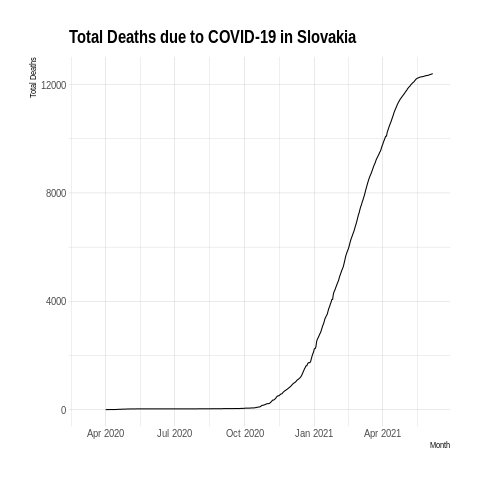 Total Deaths due to COVID-19 in Slovakia
Total Deaths
12000
8000
4000
0
Apr 2020 Jul 2020 Oct 2020 Jan 2021 Apr 2021
Month